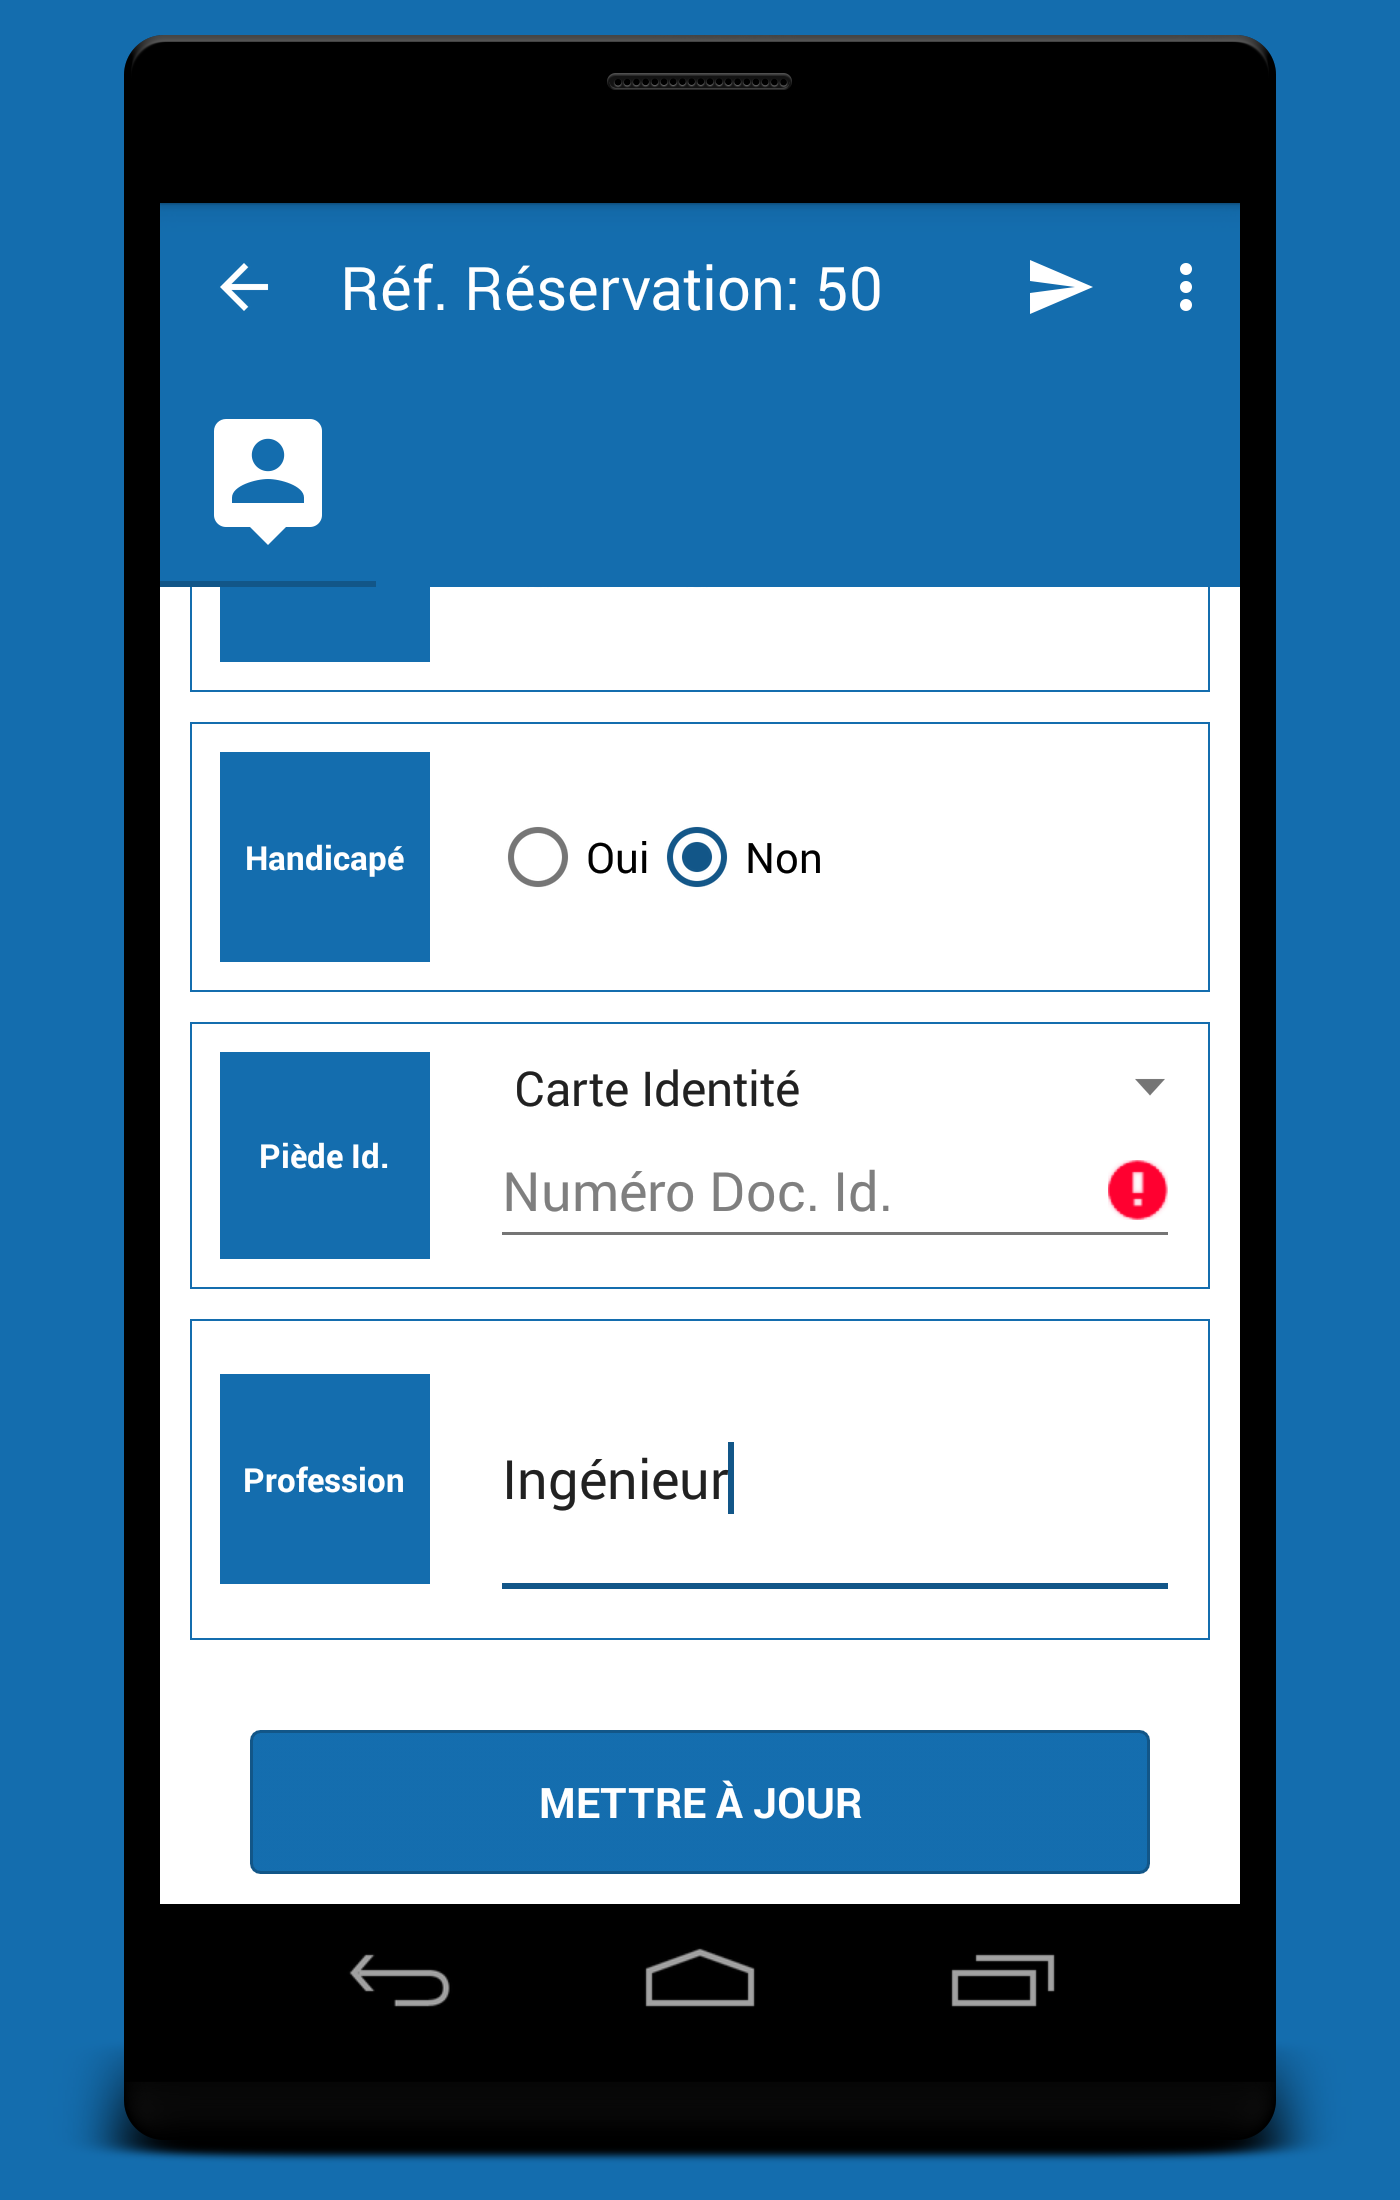 Réf. Réservation: 50
Handicapé
Oui Non
Carte Identité
Piède Id.
Numéro Doc. Id.
Profession
Ingénieur
METTRE À JOUR